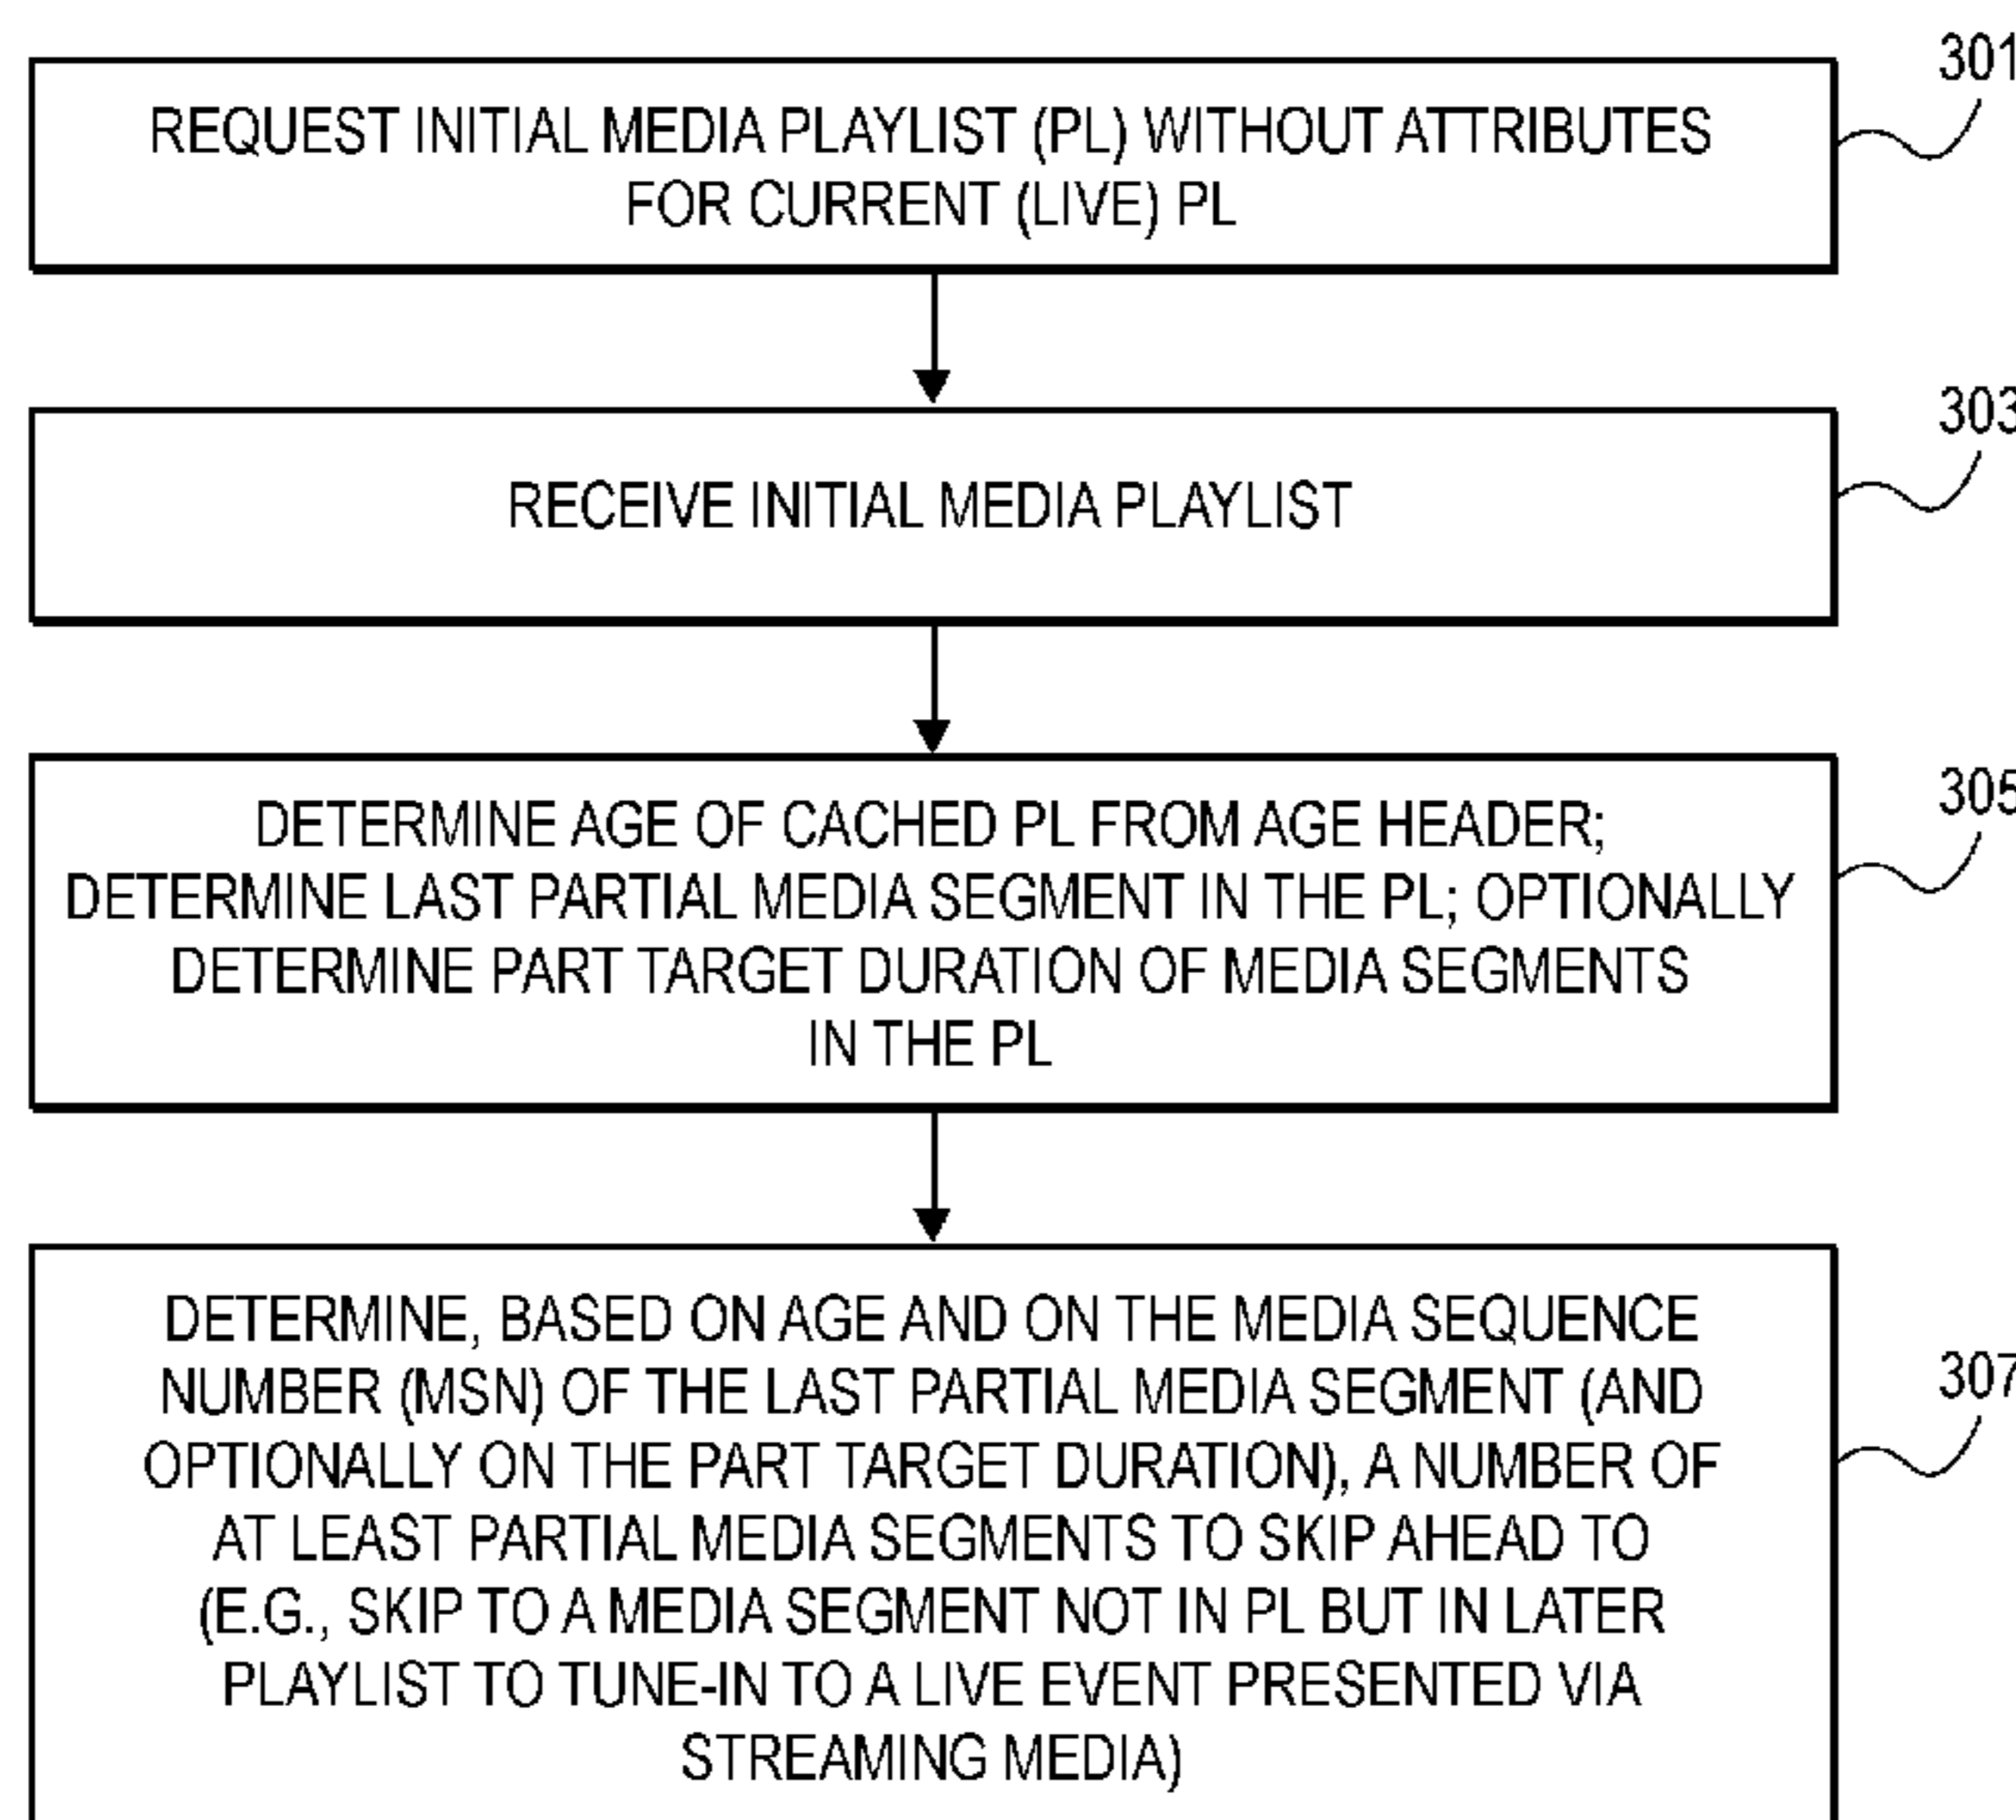 301
REQUEST INITIAL MEDIA PLAYLIST (PL) WITHOUT ATTRIBUTES
FOR CURRENT (LIVE) PL
303
RECEIVE INITIAL MEDIA PLAYLIST
305
DETERMINE AGE OF CACHED PL FROM AGE HEADER;
DETERMINE LAST PARTIAL MEDIA SEGMENT IN THE PL; OPTIONALLY
DETERMINE PART TARGET DURATION OF MEDIA SEGMENTS
IN THE PL
307
DETERMINE, BASED ON AGE AND ON THE MEDIA SEQUENCE
NUMBER (MSN) OF THE LAST PARTIAL MEDIA SEGMENT (AND
OPTIONALLY ON THE PART TARGET DURATION), A NUMBER OF
AT LEAST PARTIAL MEDIA SEGMENTS TO SKIP AHEAD TO
(E.G., SKIP TO A MEDIA SEGMENT NOT IN PL BUT IN LATER
PLAYLIST TO TUNE-IN TO A LIVE EVENT PRESENTED VIA
STREAMING MEDIA)